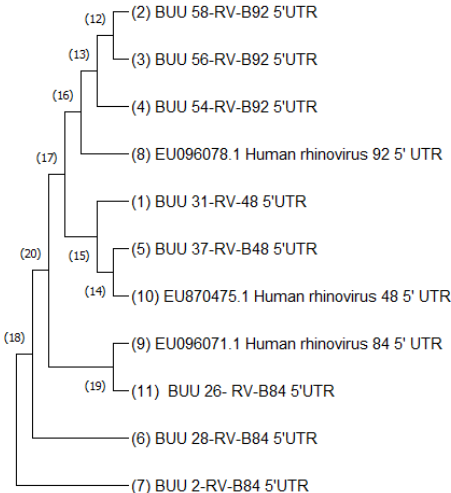 (12)
(2) BUU 58-RV-B92 5'UTR
(13)
(3) BUU 56-RV-B92 5'UTR
(16)
(4) BUU 54-RV-B92 5'UTR
(17)
(8) EU096078.1 Human rhinovirus 92 5' UTR
(1) BUU 31-RV-48 5'UTR
(20)
(15)
(5) BUU 37-RV-B48 5'UTR
(14)
(10) EU870475.1 Human rhinovirus 48 5' UTR
(18)
(9) EU096071.1 Human rhinovirus 84 5' UTR
(19)
(11) BUU 26- RV-B84 5'UTR
(6) BUU 28-RV-B84 5'UTR
(7) BUU 2-RV-B84 5'UTR